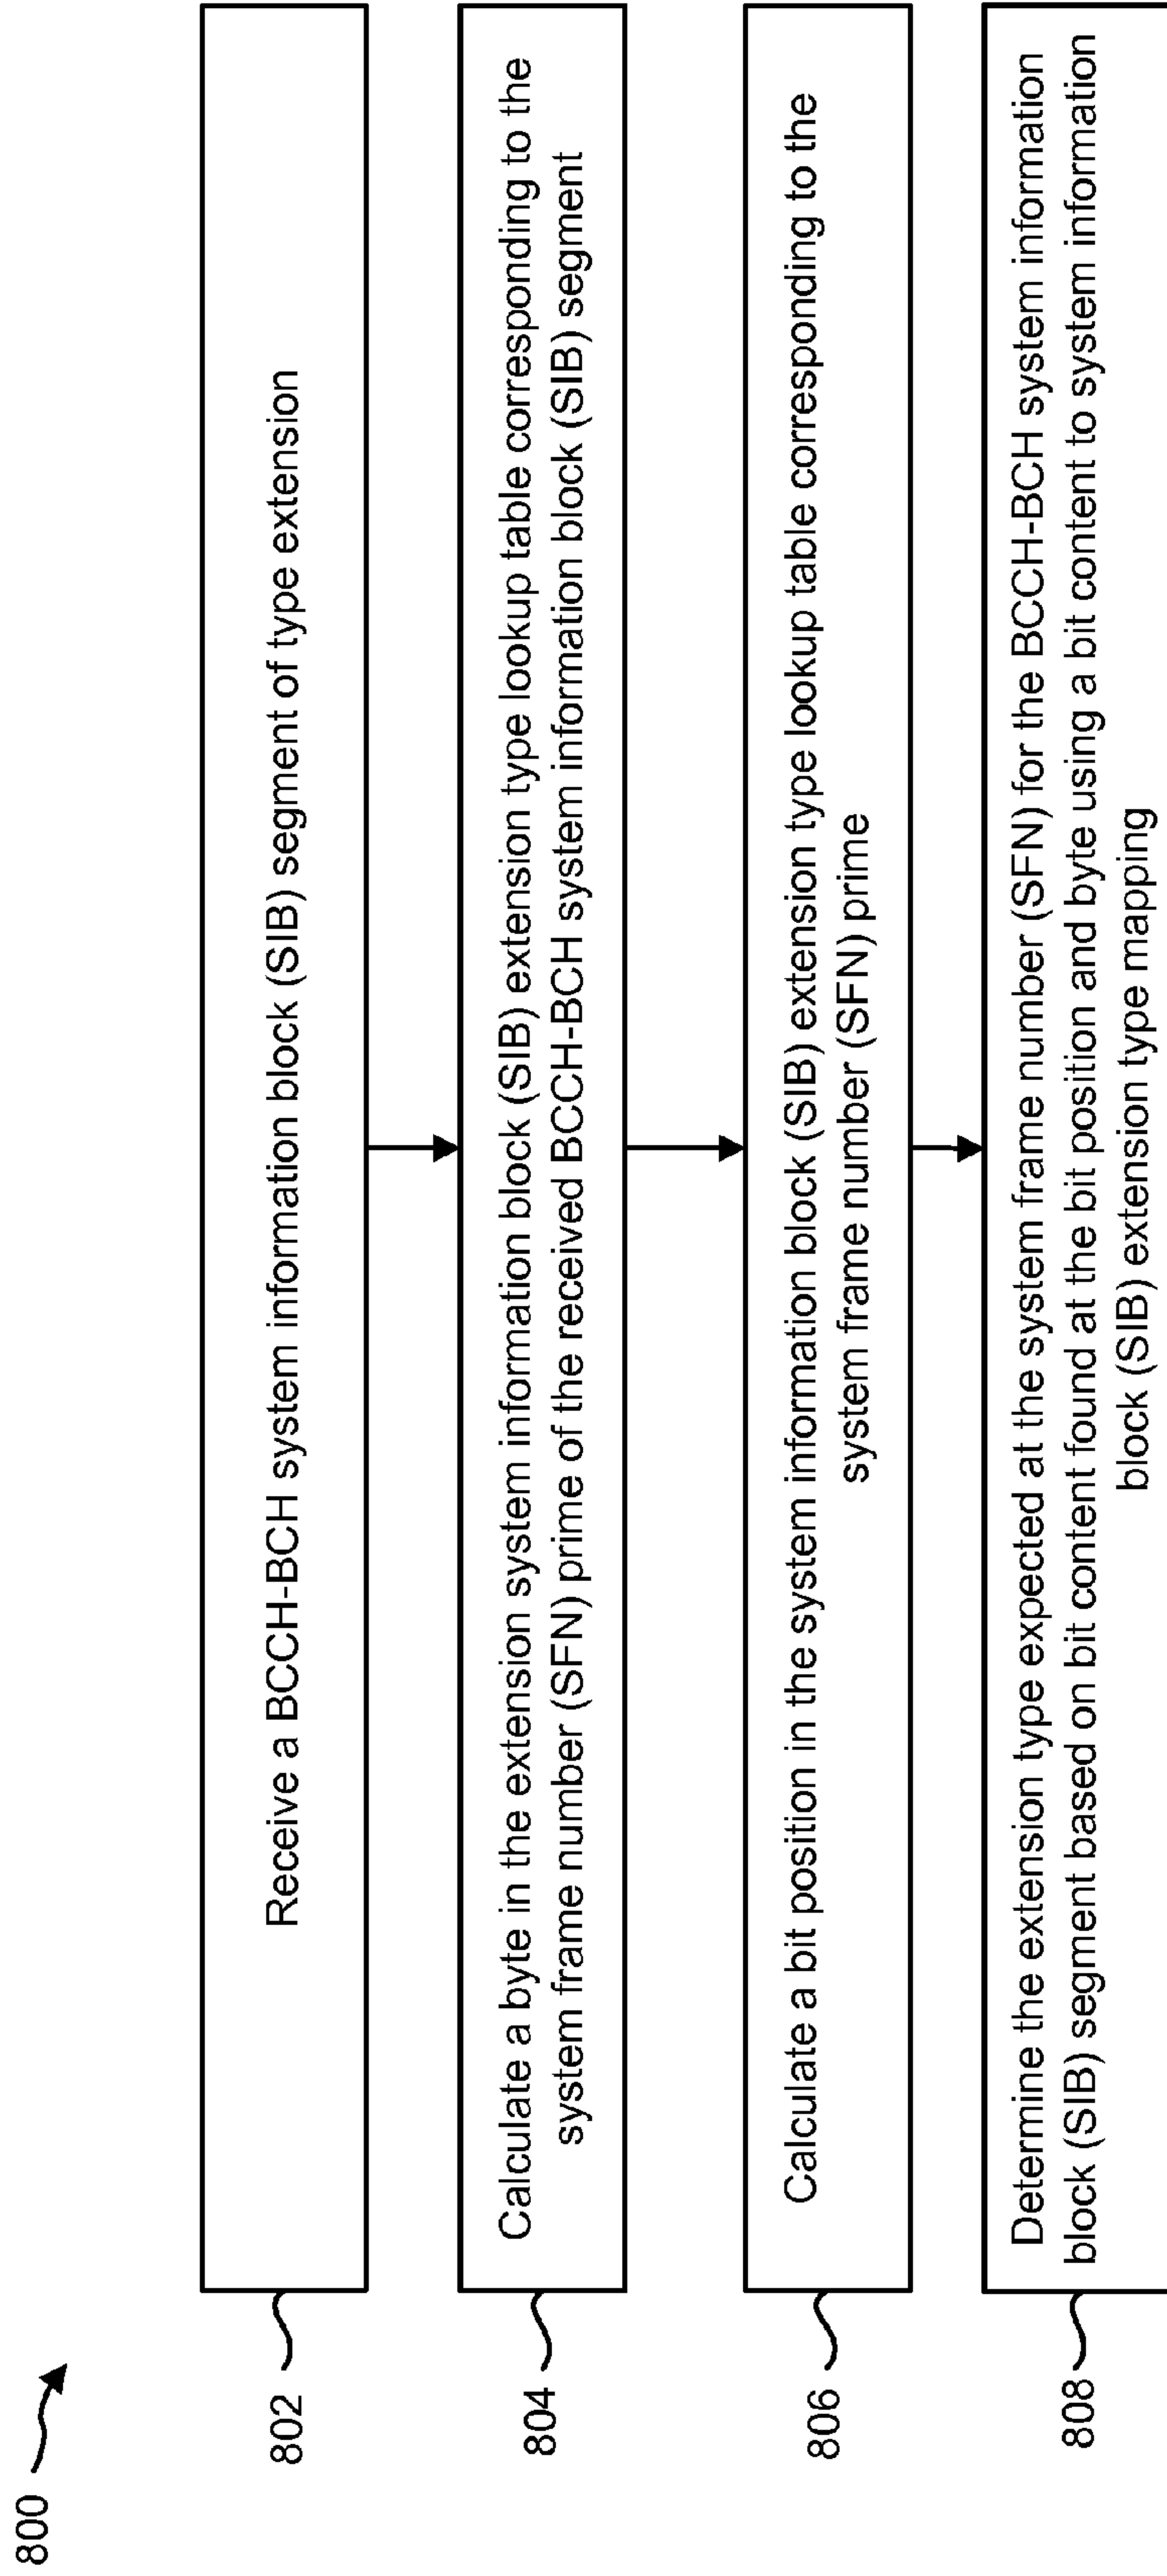 800
802
Receive a BCCH-BCH system information block (SIB) segment of type extension
804
Calculate a byte in the extension system information block (SIB) extension type lookup table corresponding to the
system frame number (SFN) prime of the received BCCH-BCH system information block (SIB) segment
806
Calculate a bit position in the system information block (SIB) extension type lookup table corresponding to the
system frame number (SFN) prime
808
Determine the extension type expected at the system frame number (SFN) for the BCCH-BCH system information
block (SIB) segment based on bit content found at the bit position and byte using a bit content to system information
block (SIB) extension type mapping